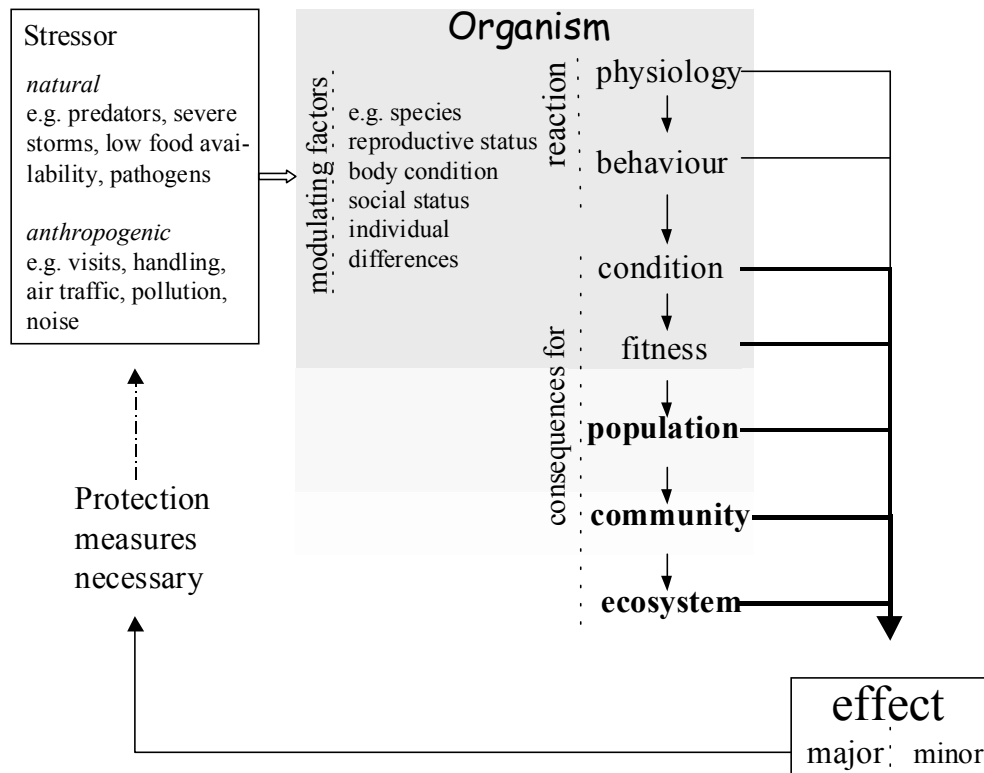 Stressor
natural
e.g. predators, severe
storms, low food avai-
lability, pathogens
anthropogenic
e.g. visits, handling,
air traffic, pollution,
noise
Organism
modulating factors
e.g. species
reproductive status
body condition
social status
individual
differences
reaction
physiology
behaviour
consequences for
condition
fitness
population
community
ecosystem
Protection
measures
necessary
effect
major minor